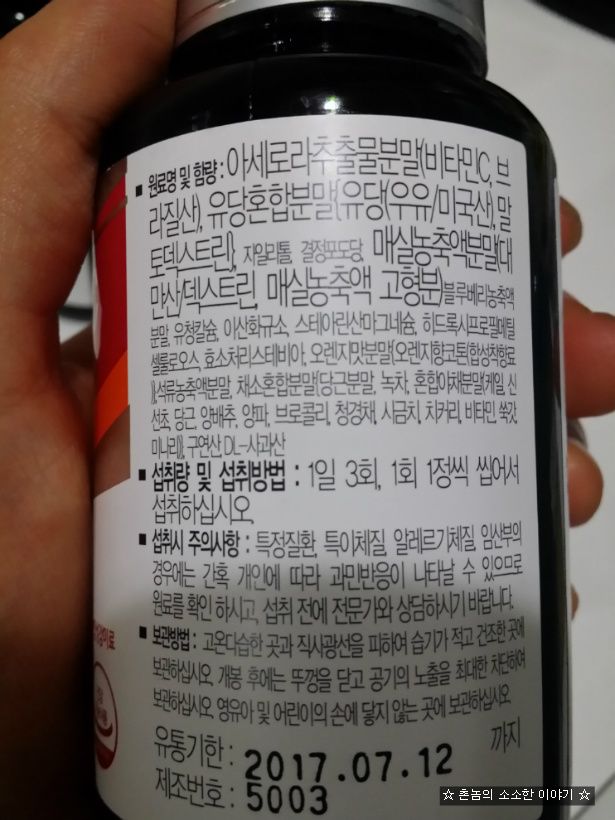 ■ 원료명 및 함량 : 아세로라추출물분말(비타민C, 브
라질산), 유당혼합분말{유당(우유/미국산), 말
토덱스트린}, 자일리톨, 결정포도당, 매실농축액분말(대
만산/덱스트린, 매실농축액 고형분)블루베리농축액
분말, 유청칼슘, 이산화규소, 스테아린산마그네슘, 히드록시프로필메틸
셀룰로오스, 효소처리스테비아, 오렌지맛분말{오렌지향코튼(합성착향료
)},석류농축액분말, 채소혼합분말{당근분말, 녹차, 혼합야채분말(케일, 신
선초, 당근, 양배추, 양파, 브로콜리, 청경채, 시금치, 치커리, 비타민, 쑥갓,
미나리)}, 구연산, DL-사과산
■ 섭취량 및 섭취방법 : 1일 3회, 1회 1정씩 씹어서
섭취하십시오.
■ 섭취시 주의사항 : 특정질환, 특이체질, 알레르기체질, 임산부의
경우에는 간혹 개인에 따라 과민반응이 나타날 수 있으므로
원료를 확인 하시고, 섭취 전에 전문가와 상담하시기 바랍니다.
■ 보관방법 : 고온다습한 곳과 직사광선을 피하여 습기가 적고 건조한 곳에
보관하십시오. 개봉 후에는 뚜껑을 닫고 공기의 노출을 최대한 차단하여
보관하십시오. 영유아 및 어린이의 손에 닿지 않는 곳에 보관하십시오
유통기한 : 2017.07.12 까지
제조번호 : 5003
☆ 촌놈의 소소한 이야기 ☆